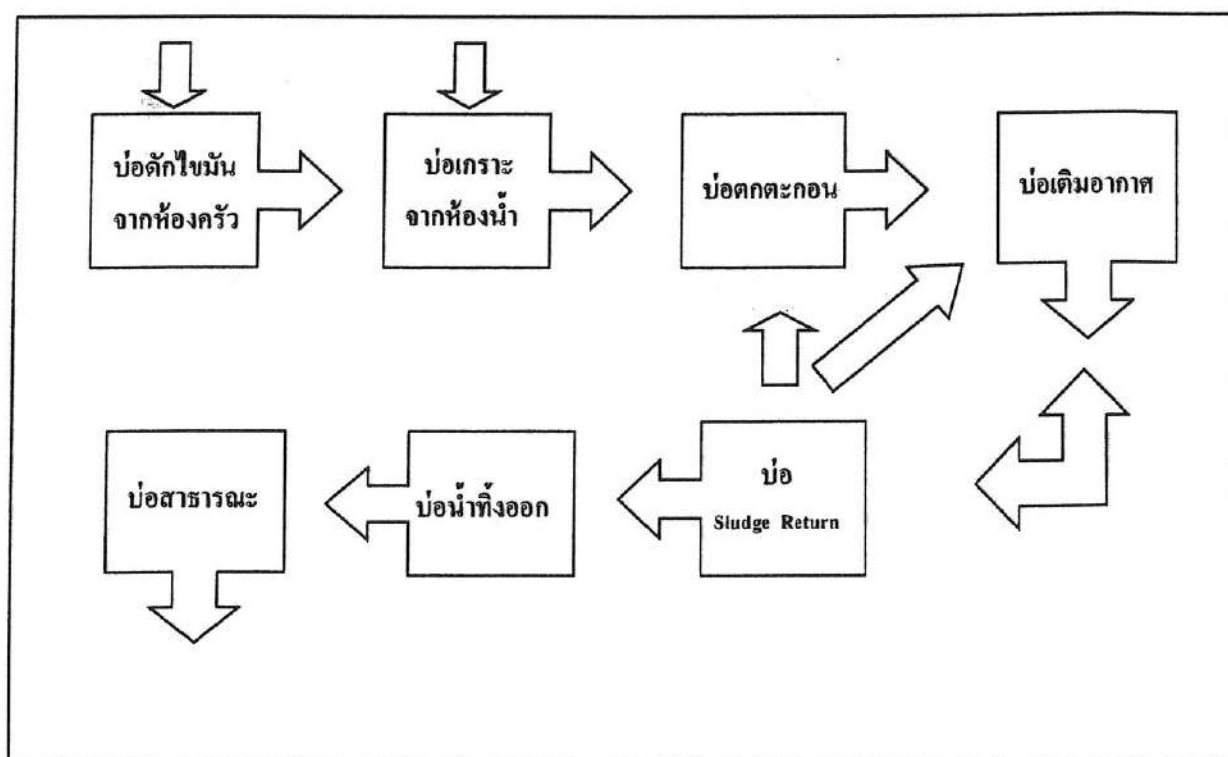 บ่อดักไขมัน
จากห้องครัว
บ่อเกราะ
จากห้องน้ำ
บ่อตกตะกอน
บ่อเติมอากาศ
บ่อสาธารณะ
บ่อน้ำทิ้งออก
บ่อ
Sludge Return